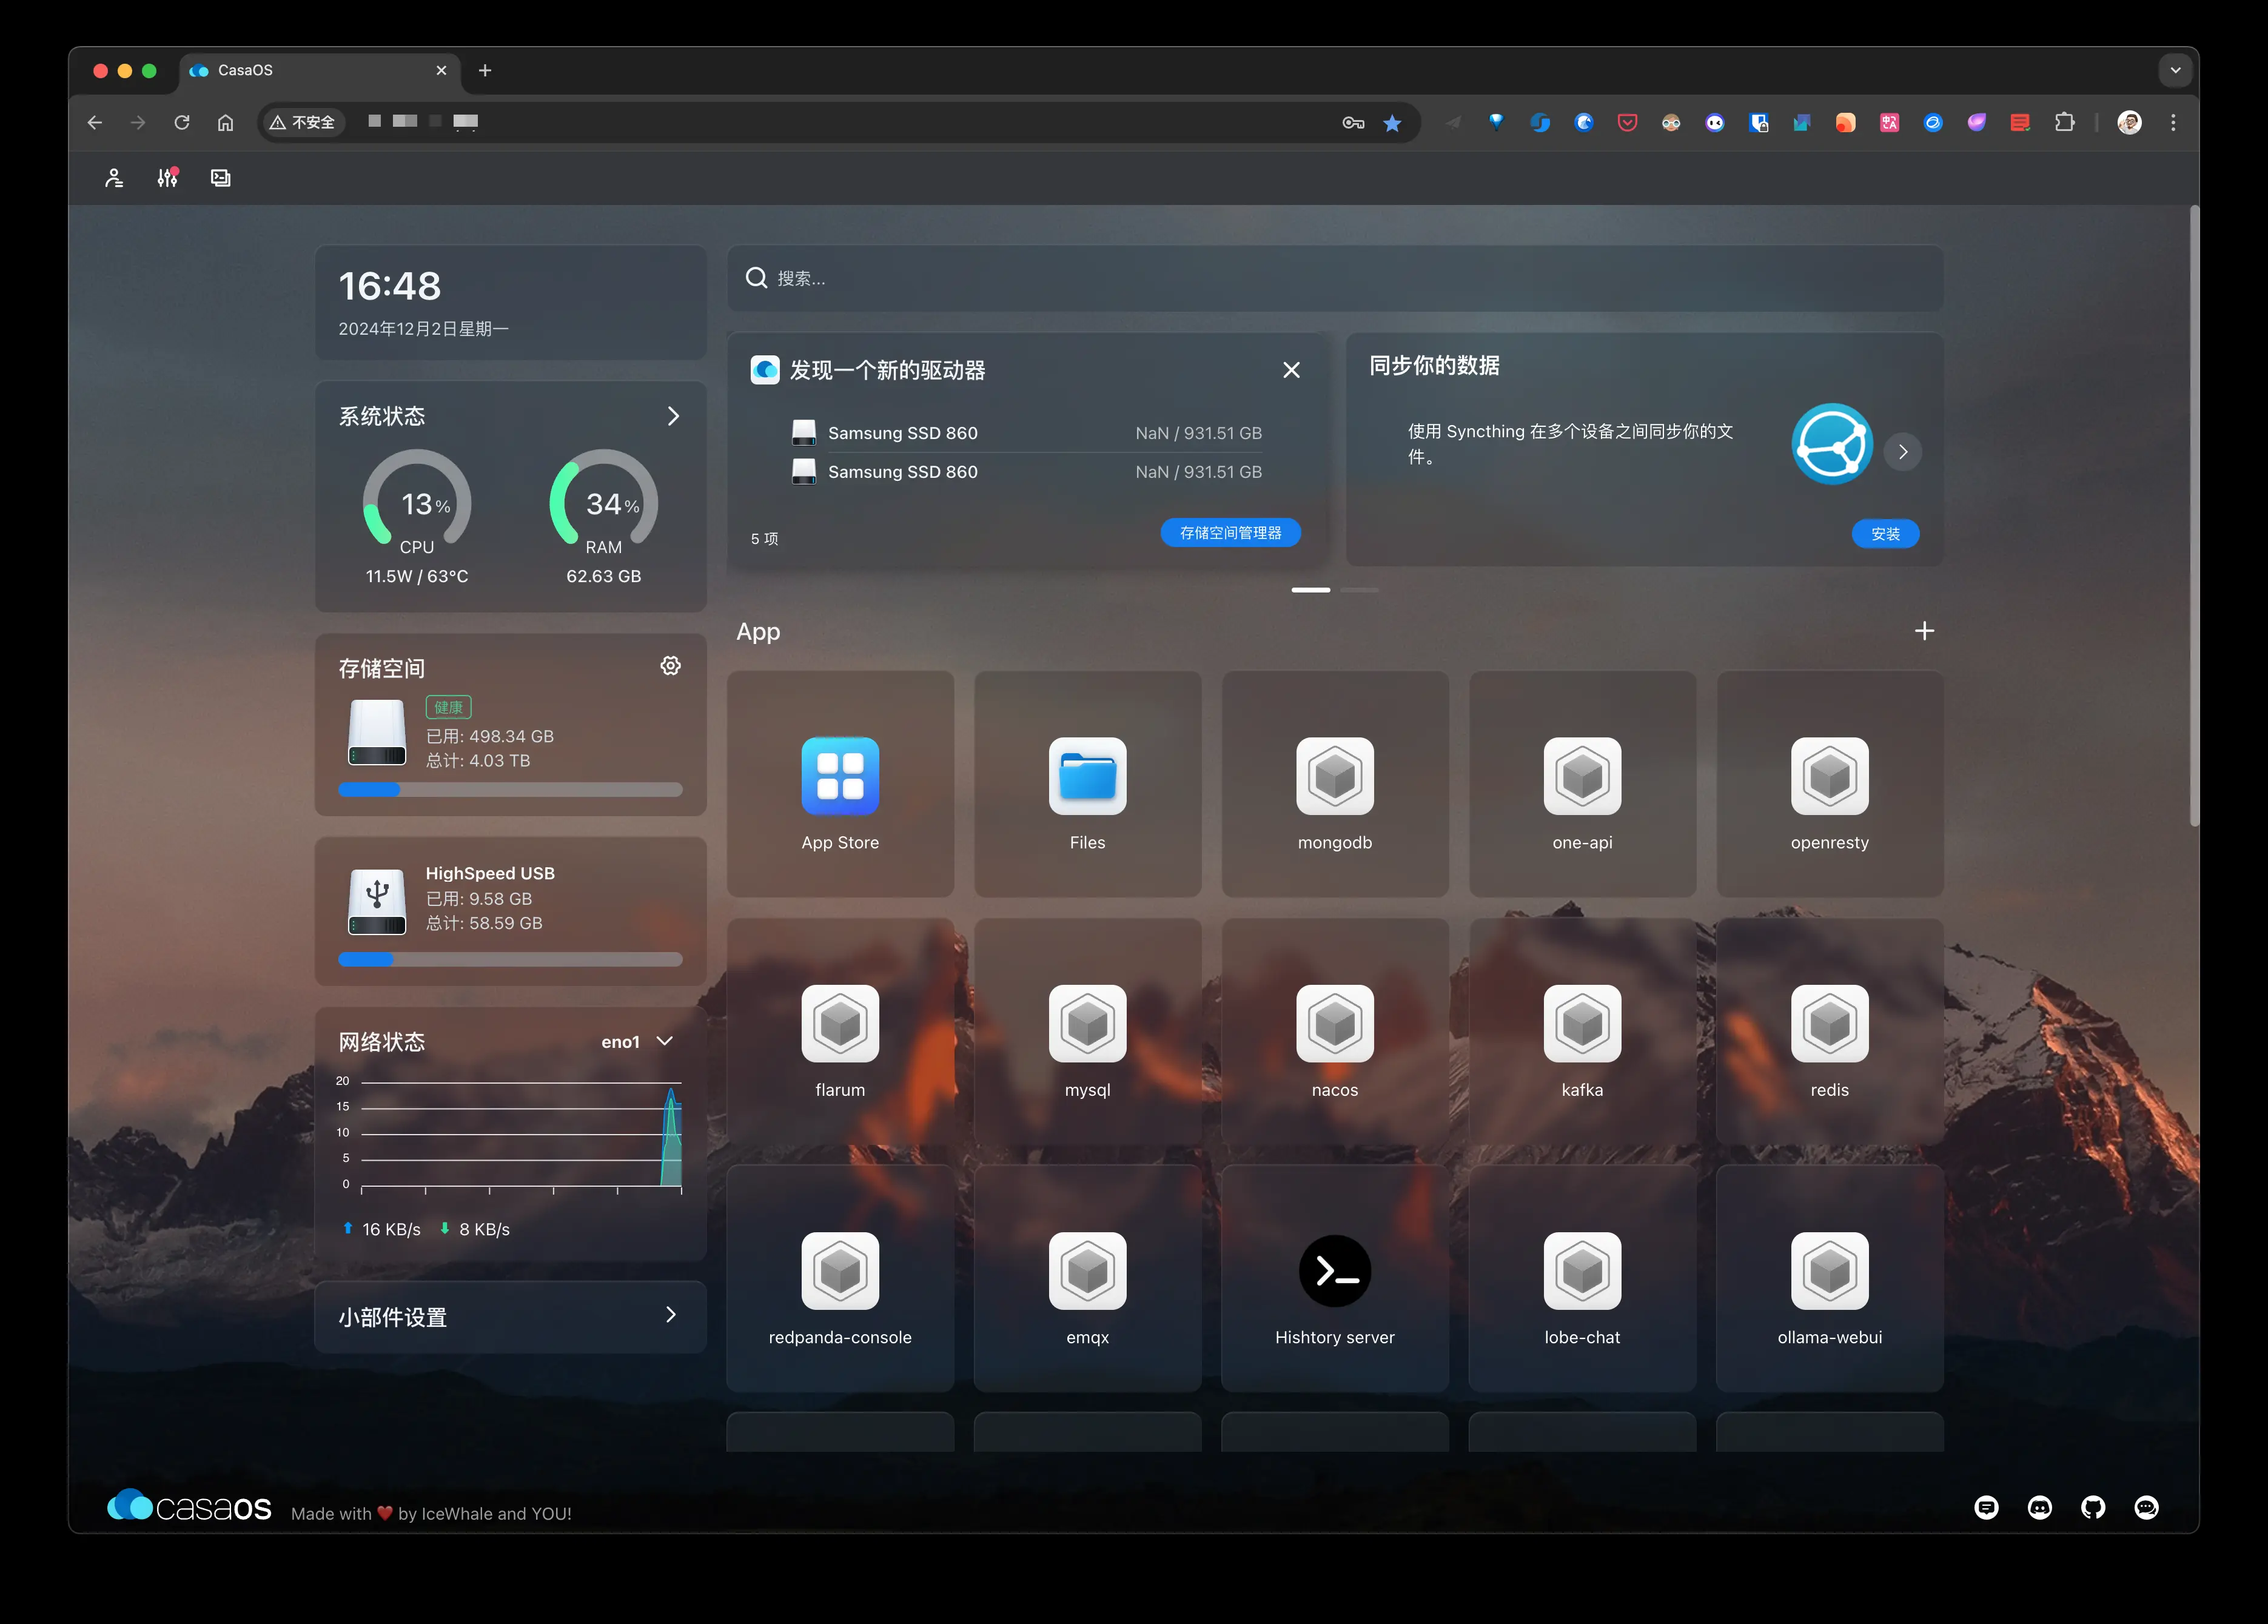 CasaOS
不安全
16:48
2024年12月2日星期一
系统状态
13%
CPU
11.5W / 63°C
34%
RAM
62.63 GB
存储空间
健康
已用: 498.34 GB
总计: 4.03 TB
HighSpeed USB
已用: 9.58 GB
总计: 58.59 GB
网络状态
eno1
20
15
10
5
0
16 KB/s
8 KB/s
小部件设置
搜索...
发现一个新的驱动器
Samsung SSD 860
NaN / 931.51 GB
Samsung SSD 860
NaN / 931.51 GB
5 项
存储空间管理器
同步你的数据
使用 Syncthing 在多个设备之间同步你的文
件。
安装
App
App Store
Files
mongodb
one-api
openresty
flarum
mysql
nacos
kafka
redis
redpanda-console
emqx
Hishtory server
lobe-chat
ollama-webui
casaOS
Made with ❤️ by IceWhale and YOU!